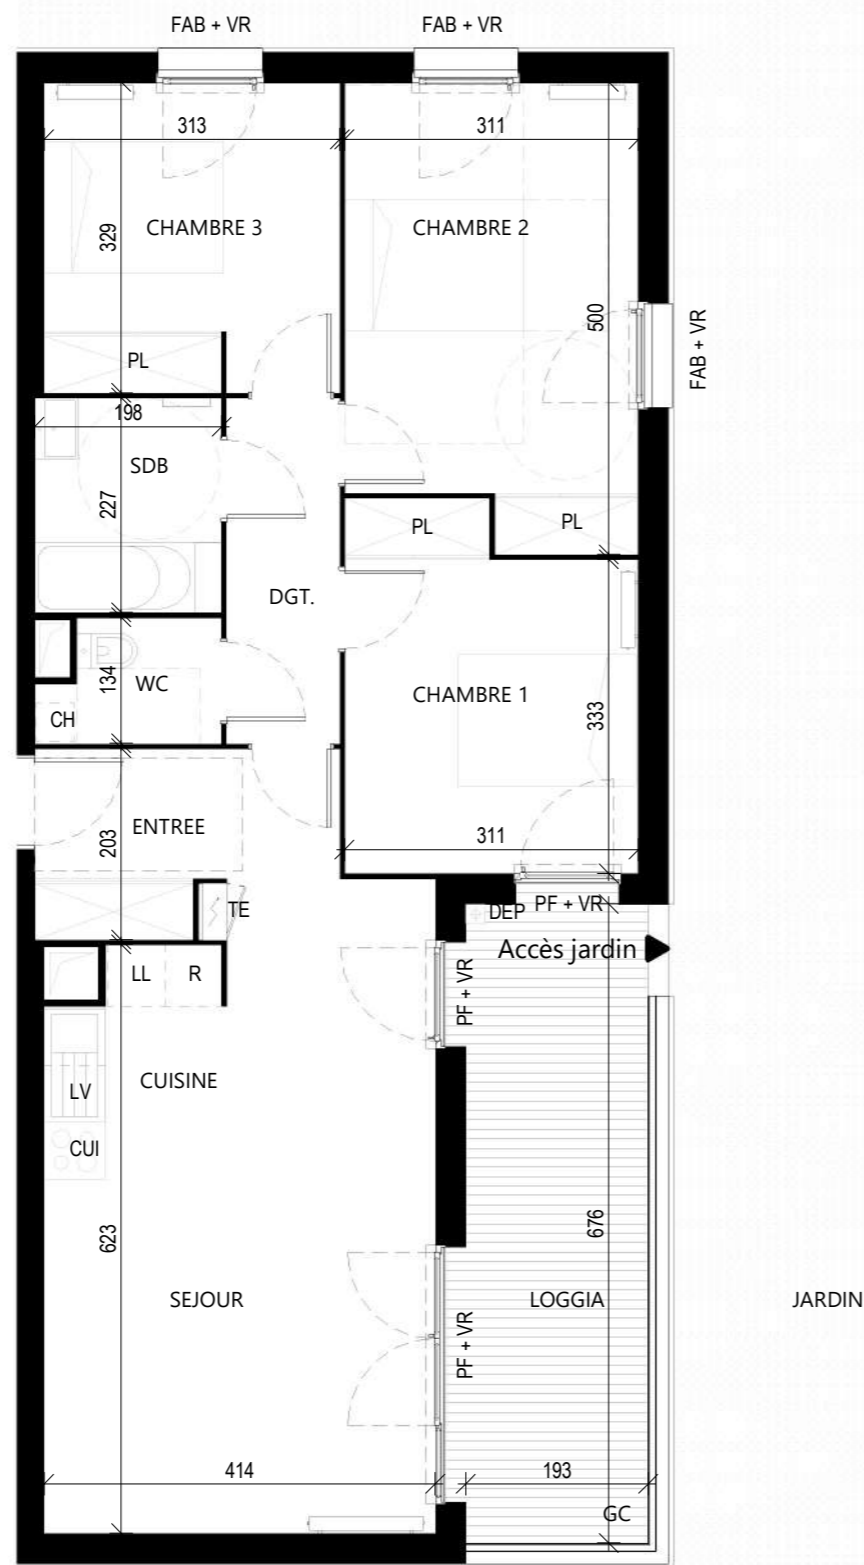 FAB + VR
FAB + VR
313
311
CHAMBRE 3
CHAMBRE 2
329
500
FAB + VR
PL
198
SDB
227
PL
PL
DGT.
134
WC
CH
CHAMBRE 1
333
ENTREE
203
311
TE
DEP
PF + VR
Accès jardin
LL
R
PF + VR
CUISINE
LV
CUI
623
676
SEJOUR
LOGGIA
JARDIN
PF + VR
414
193
GC